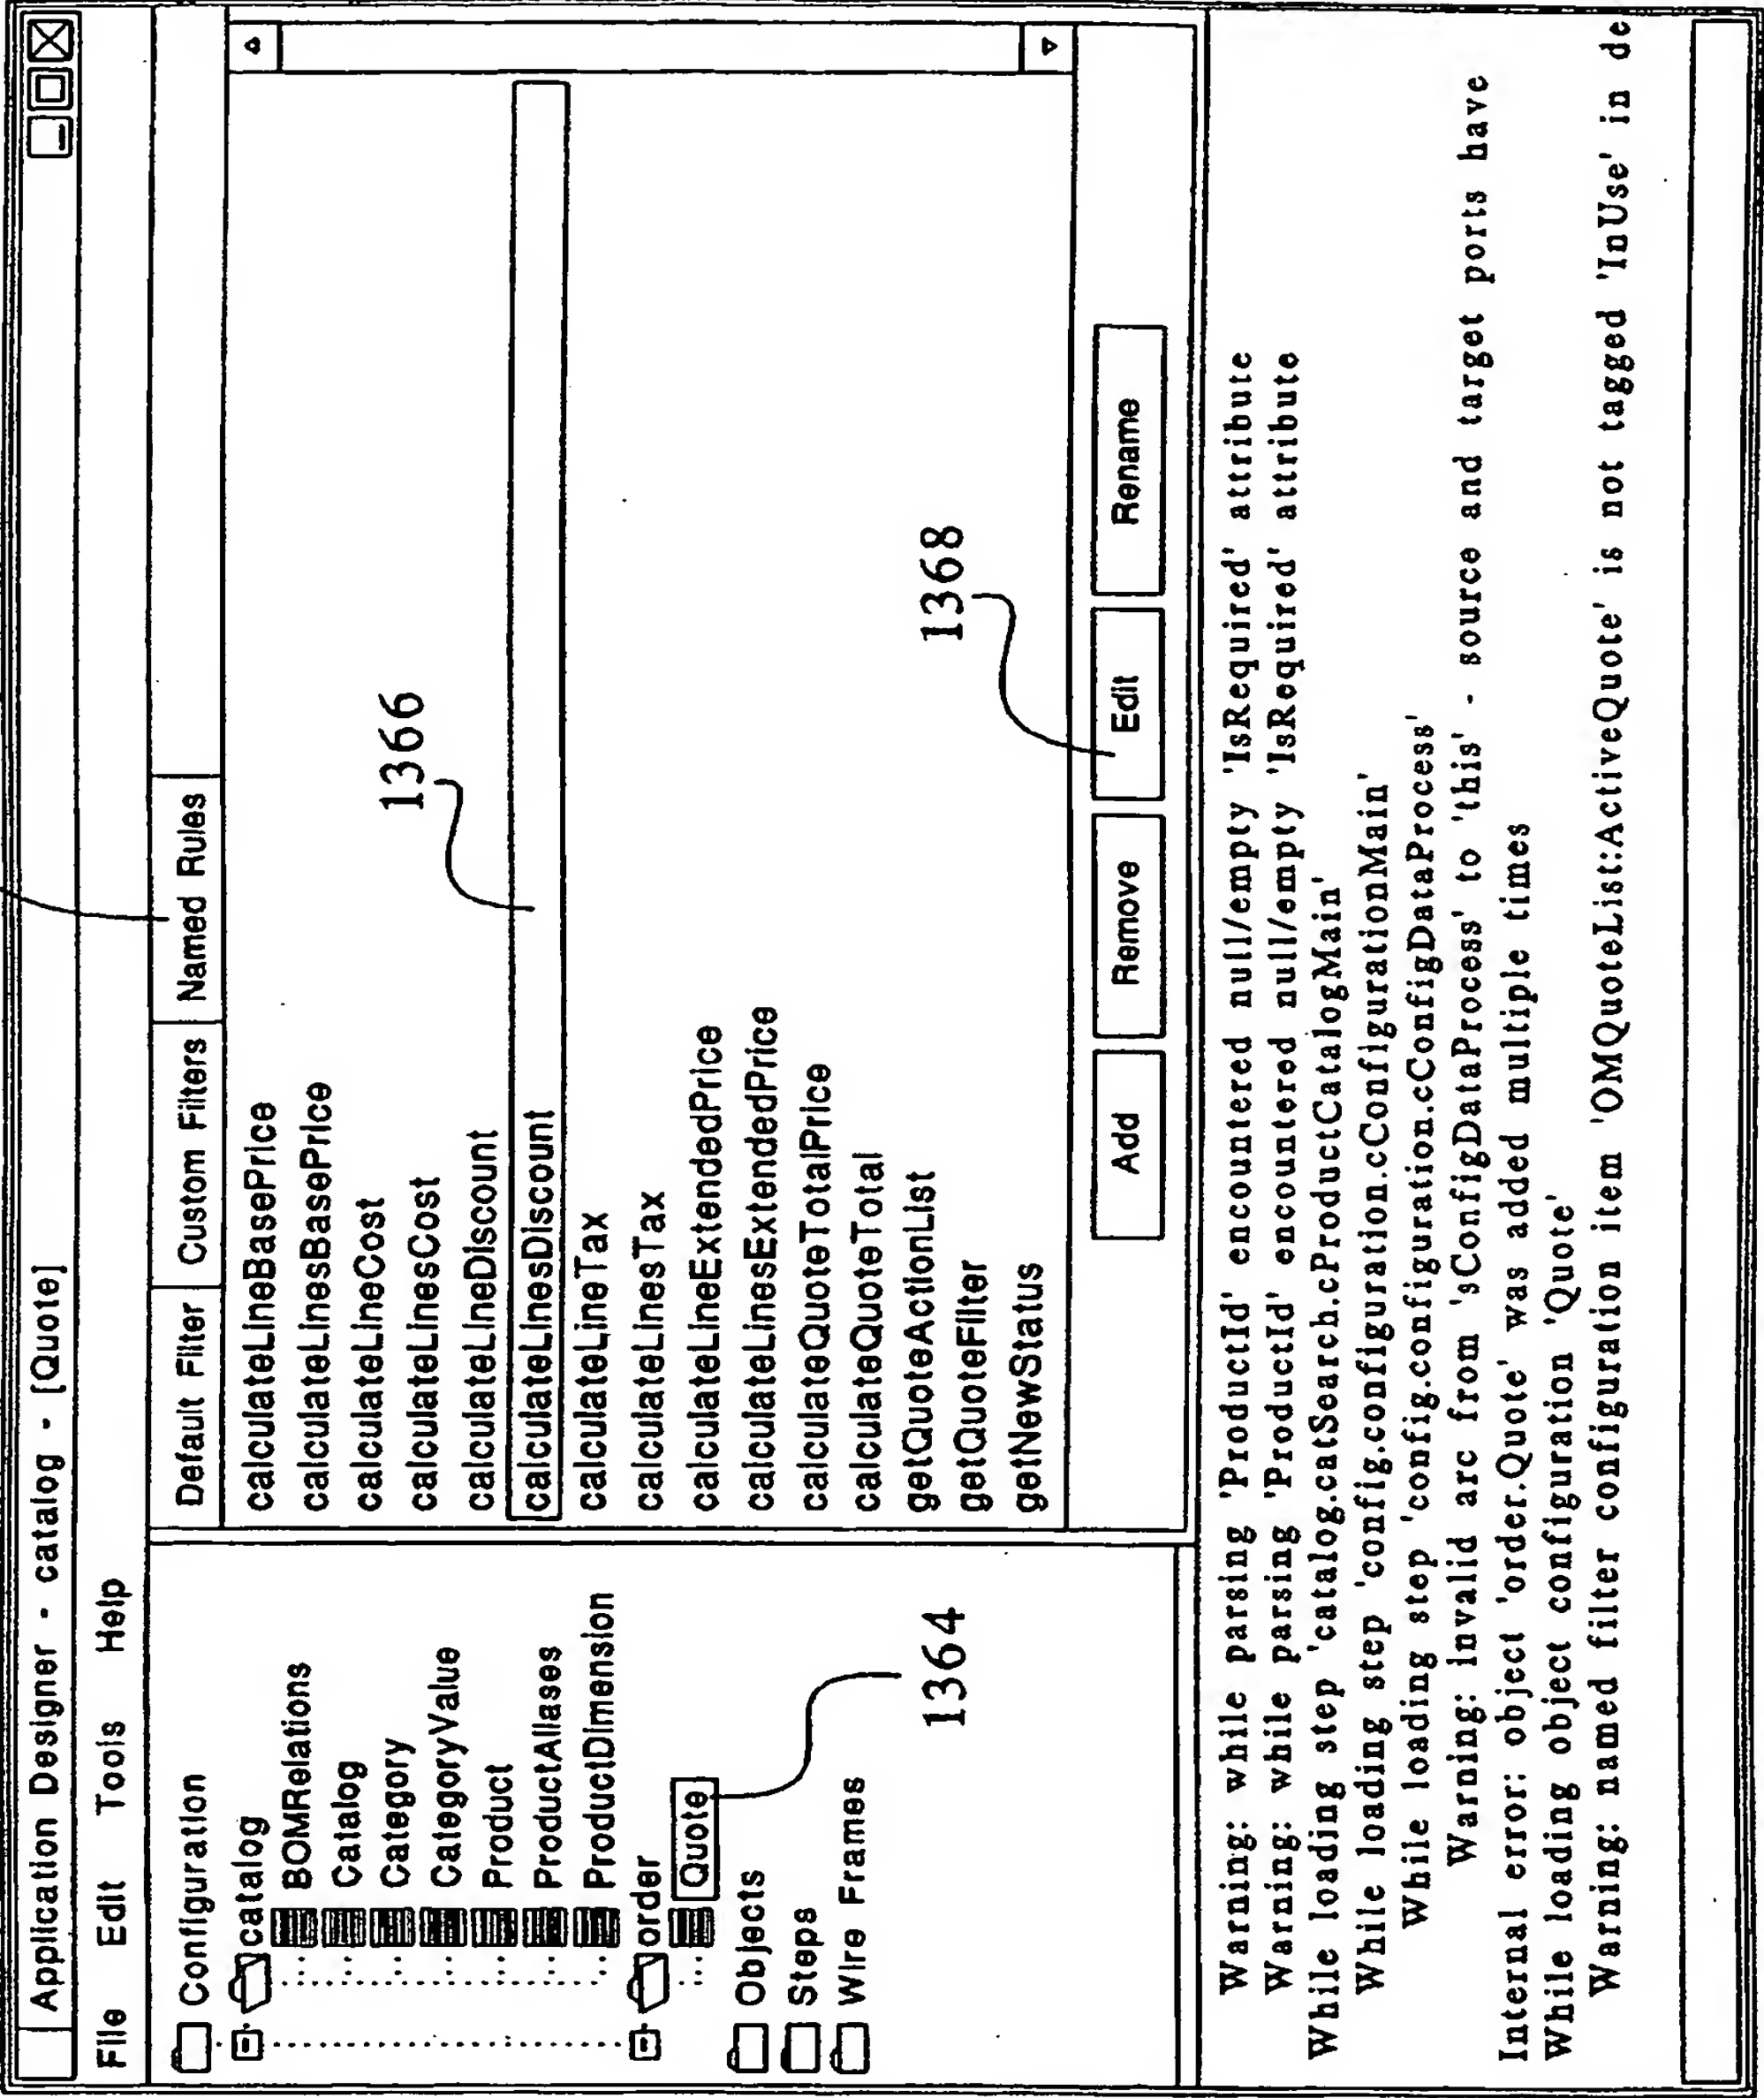 Application Designer - catalog - [Quote]
File Edit Tools Help
Configuration
catalog
BOMRelations
Catalog
Category
CategoryValue
Product
ProductAliases
ProductDimension
order
Quote
Objects
Steps
Wire Frames
1364
Default Filter Custom Filters Named Rules
calculateLineBasePrice
calculateLinesBasePrice
calculateLineCost
calculateLinesCost
calculateLineDiscount
calculateLinesDiscount
calculateLineTax
calculateLinesTax
calculateLineExtendedPrice
calculateLinesExtendedPrice
calculateQuoteTotalPrice
calculateQuoteTotal
getQuoteActionList
getQuoteFilter
getNewStatus
1366
1368
Add Remove Edit Rename
Warning: while parsing 'ProductId' encountered null/empty 'IsRequired' attribute
Warning: while parsing 'ProductId' encountered null/empty 'IsRequired' attribute
While loading step 'catalog.catSearch.cProductCatalogMain'
While loading step 'config.configuration.cConfigurationMain'
While loading step 'config.configuration.cConfigDataProcess'
Warning: invalid arc from 'sConfigDataProcess' to 'this' - source and target ports have
Internal error: object 'order.Quote' was added multiple times
While loading object configuration 'Quote'
Warning: named filter configuration item 'OMQuoteList:ActiveQuote' is not tagged 'InUse' in de